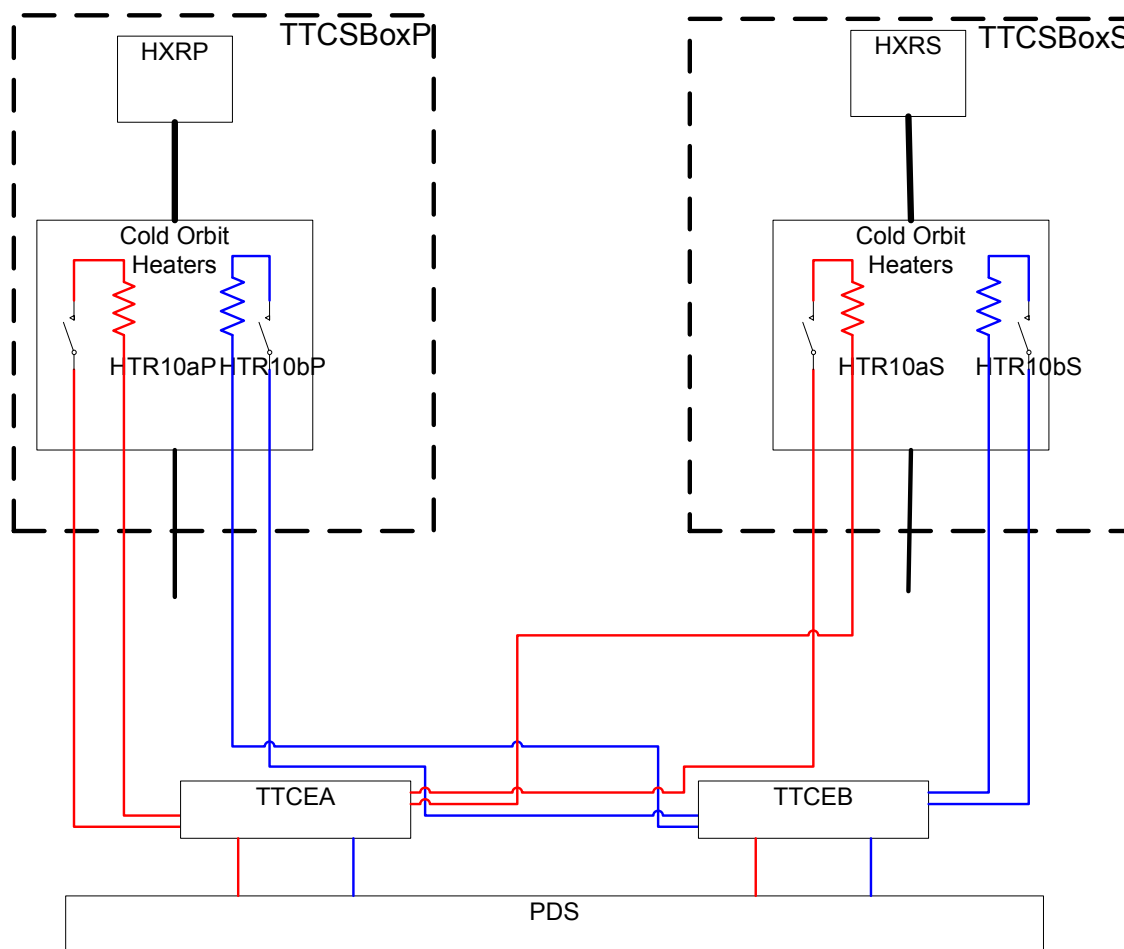 TTCSBoxP
HXRP
TTCSBoxS
HXRS
Cold Orbit
Heaters
HTR10aP
HTR10bP
Cold Orbit
Heaters
HTR10aS
HTR10bS
TTCEA
TTCEB
PDS